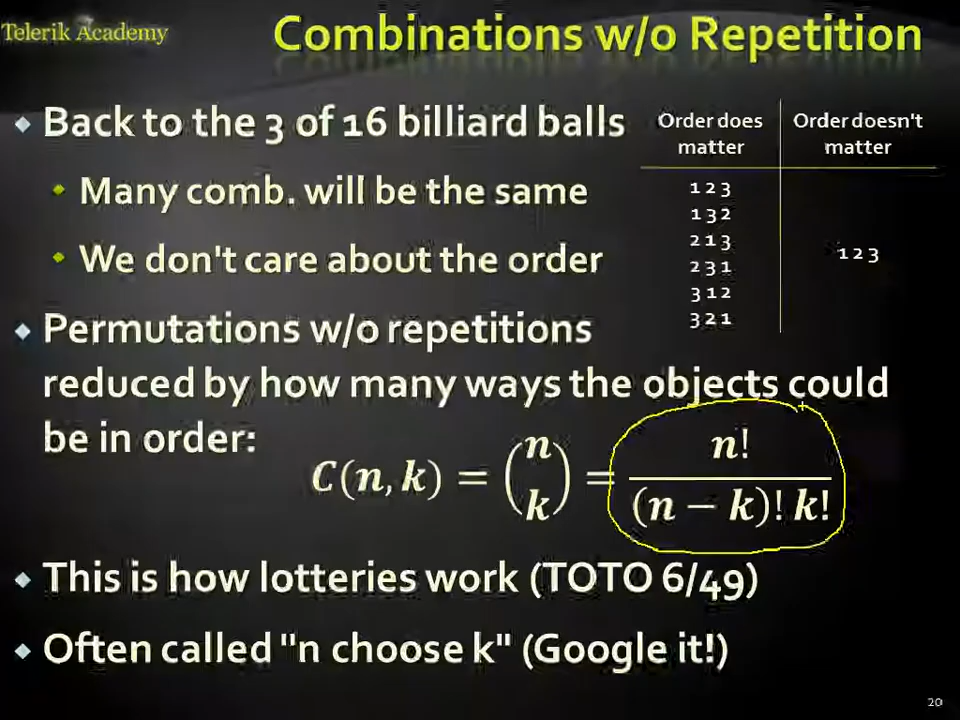 Telerik Academy
Combinations w/o Repetition
Back to the 3 of 16 billiard balls
Many comb. will be the same
We don't care about the order
Order does matter
Order doesn't matter
1 2 3
1 3 2
2 1 3
2 3 1
3 1 2
3 2 1
1 2 3
Permutations w/o repetitions
reduced by how many ways the objects could
be in order:
C(n, k) = (n k) = n! / (n − k)! k!
This is how lotteries work (TOTO 6/49)
Often called "n choose k" (Google it!)
20